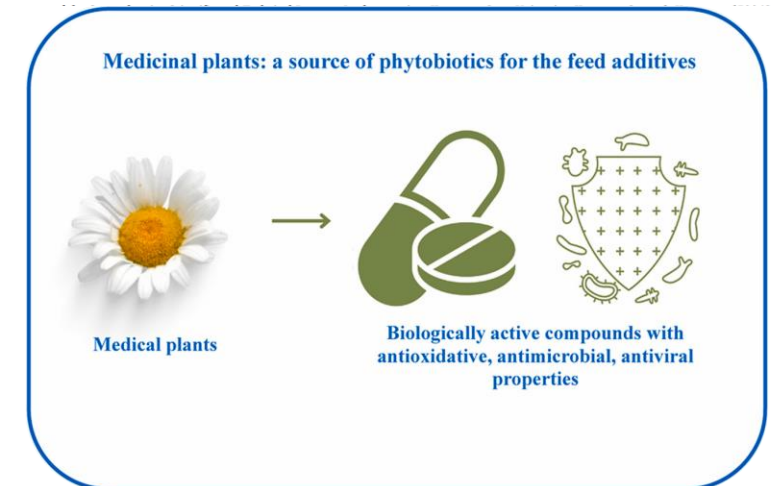 Medicinal plants: a source of phytobiotics for the feed additives
Medical plants
Biologically active compounds with
antioxidative, antimicrobial, antiviral
properties